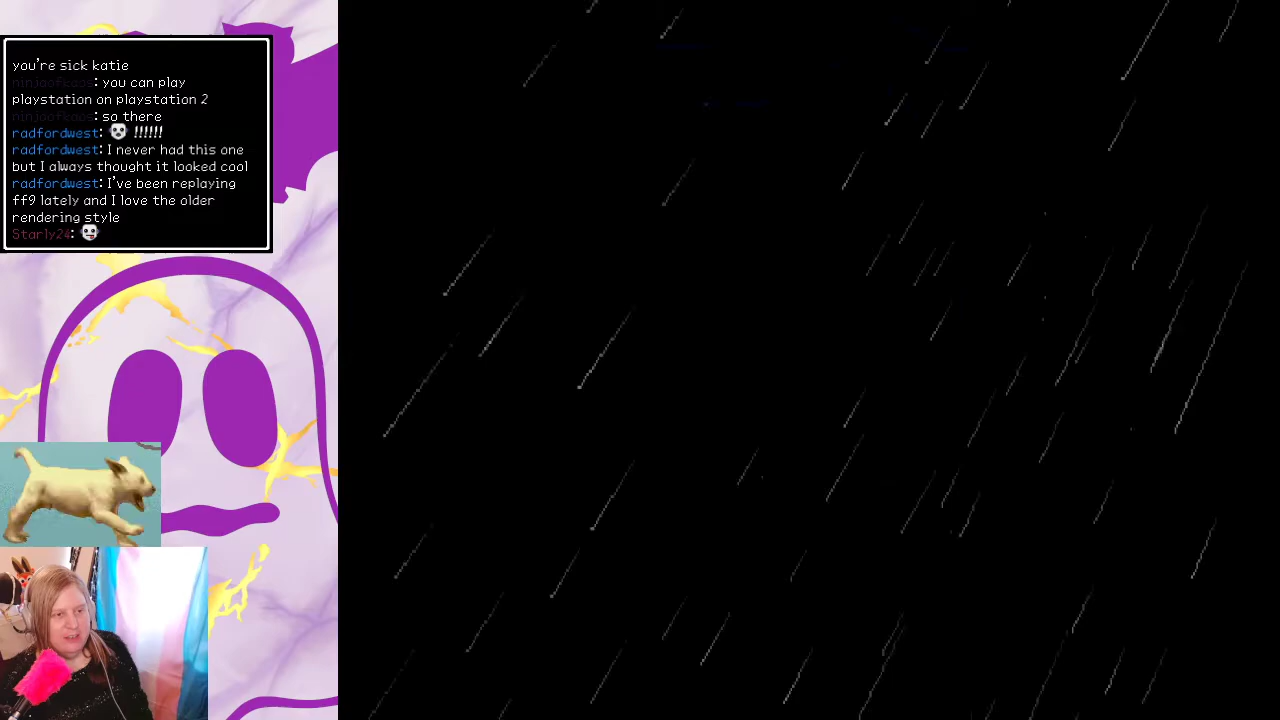 you're sick katie
ninjaofkaos: you can play
playstation on playstation 2
ninjaofkaos: so there
radfordwest: !!!!!!
radfordwest: I never had this one
but I always thought it looked cool
radfordwest: I've been replaying
ff9 lately and I love the older
rendering style
Starly24: